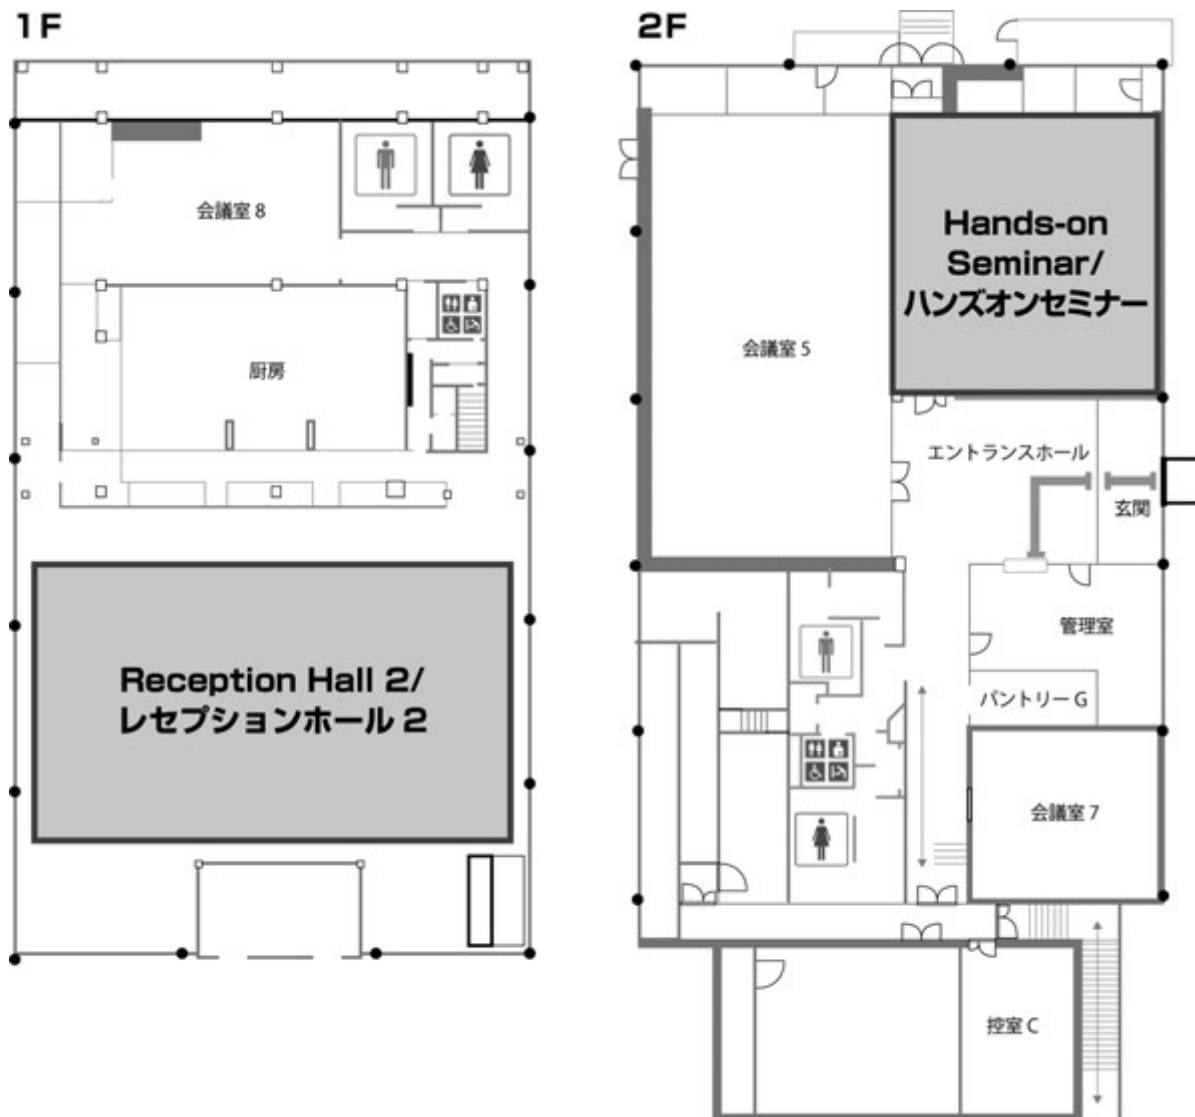 1F
会議室 8
厨房
Reception Hall 2/
レセプションホール 2
2F
Hands-on
Seminar/
ハンズオンセミナー
会議室 5
エントランスホール
玄関
管理室
パントリー G
会議室 7
控室 C